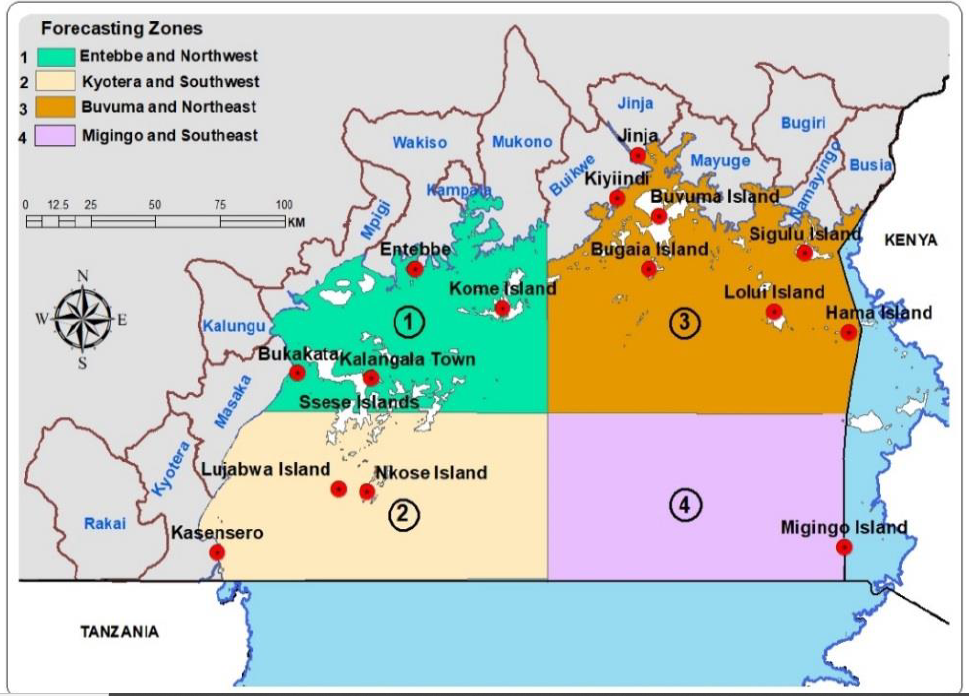 Forecasting Zones
1 Entebbe and Northwest
2 Kyotera and Southwest
3 Buvuma and Northeast
4 Migingo and Southeast
0 12.5 25 50 75 100
KM
N
W E
S
Jinja
Bugiri
Wakiso
Mukono
Jinja
Mayuge
Busia
Buikwe
Namayingo
Kampala
Kiyiindi
Buvuma Island
Mpigi
Entebbe
Bugaia Island
Sigulu Island
KENYA
Kome Island
Lolui Island
Hama Island
Kalungu
1
3
Bukakata
Kalangala Town
Masaka
Ssese Islands
Kyotera
Lujabwa Island
Nkose Island
2
4
Rakai
Kasensero
Migingo Island
TANZANIA